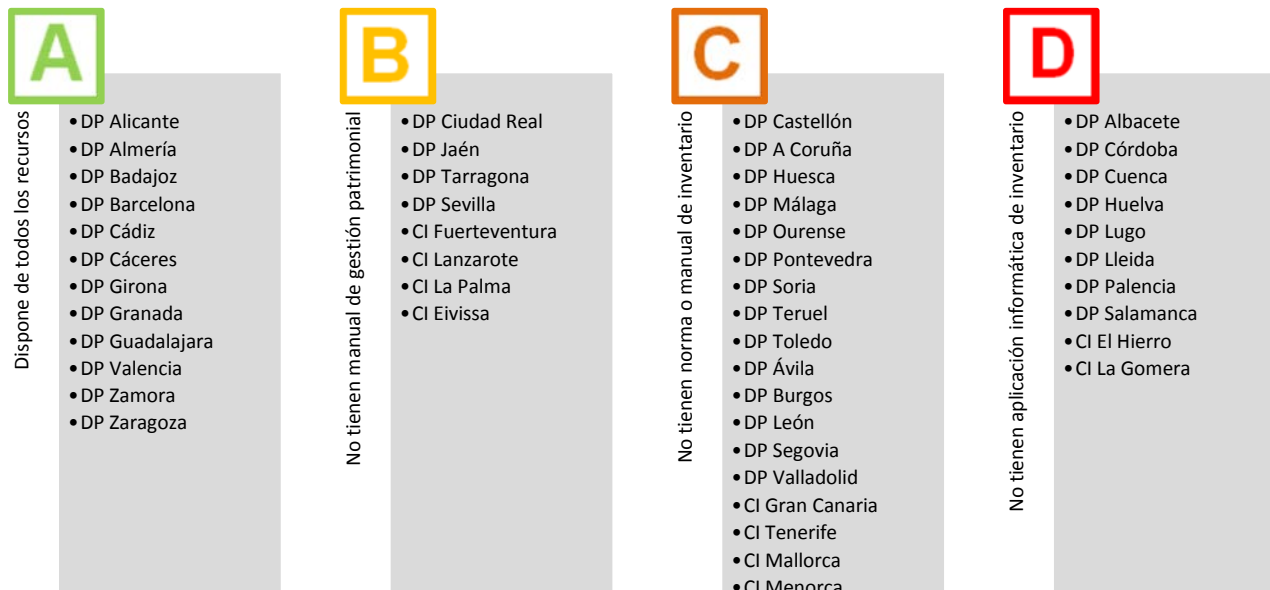 A
Dispone de todos los recursos
•DP Alicante
•DP Almería
•DP Badajoz
•DP Barcelona
•DP Cádiz
•DP Cáceres
•DP Girona
•DP Granada
•DP Guadalajara
•DP Valencia
•DP Zamora
•DP Zaragoza
B
No tienen manual de gestión patrimonial
•DP Ciudad Real
•DP Jaén
•DP Tarragona
•DP Sevilla
•CI Fuerteventura
•CI Lanzarote
•CI La Palma
•CI Eivissa
C
No tienen norma o manual de inventario
•DP Castellón
•DP A Coruña
•DP Huesca
•DP Málaga
•DP Ourense
•DP Pontevedra
•DP Soria
•DP Teruel
•DP Toledo
•DP Ávila
•DP Burgos
•DP León
•DP Segovia
•DP Valladolid
•CI Gran Canaria
•CI Tenerife
•CI Mallorca
•CI Menorca
D
No tienen aplicación informática de inventario
•DP Albacete
•DP Córdoba
•DP Cuenca
•DP Huelva
•DP Lugo
•DP Lleida
•DP Palencia
•DP Salamanca
•CI El Hierro
•CI La Gomera